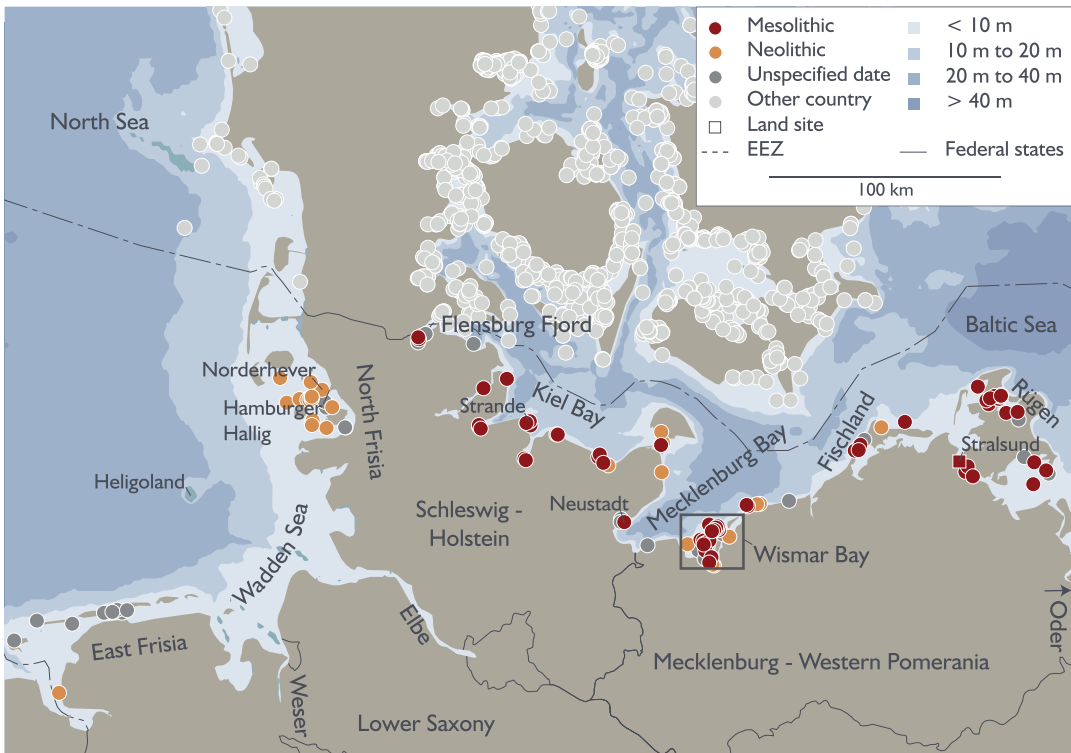 Mesolithic
Neolithic
Unspecified date
Other country
Land site
EEZ
< 10 m
10 m to 20 m
20 m to 40 m
> 40 m
Federal states
100 km
North Sea
Baltic Sea
Flensburg Fjord
Norderhever
North Frisia
Hamburger
Hallig
Strande
Kiel Bay
Rügen
Fischland
Stralsund
Mecklenburg Bay
Heligoland
Neustadt
Schleswig -
Holstein
Wadden Sea
Wismar Bay
Elbe
Oder
East Frisia
Weser
Mecklenburg - Western Pomerania
Lower Saxony